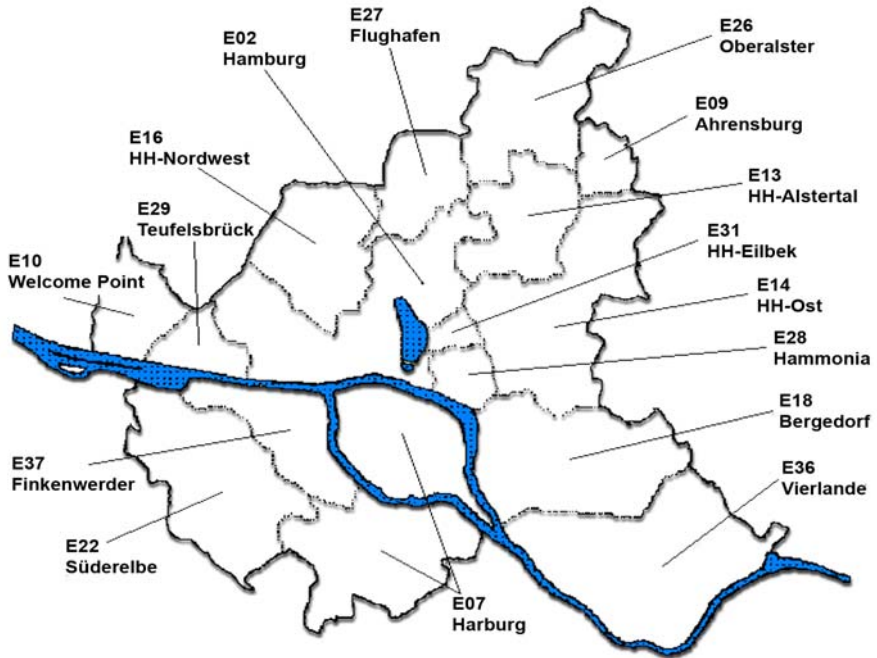 E27
Flughafen
E02
Hamburg
E26
Oberalster
E09
Ahrensburg
E16
HH-Nordwest
E13
HH-Alstertal
E29
Teufelsbrück
E31
HH-Eilbek
E10
Welcome Point
E14
HH-Ost
E28
Hammonia
E18
Bergedorf
E37
Finkenwerder
E36
Vierlande
E22
Süderelbe
E07
Harburg